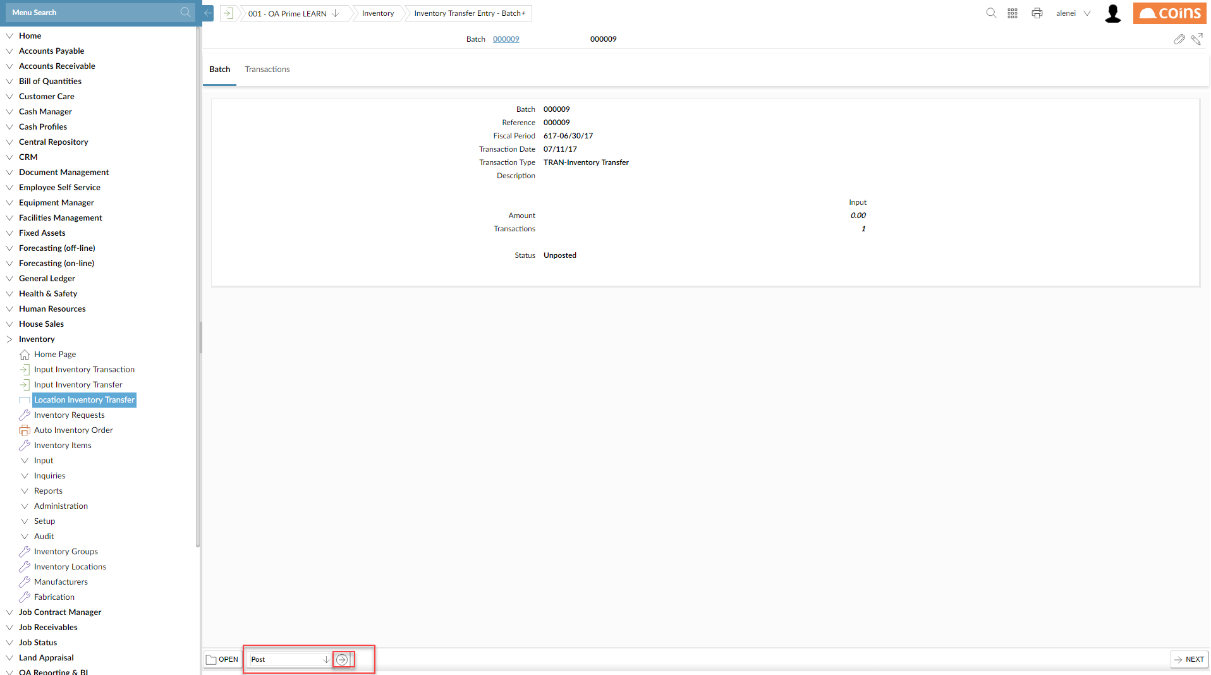 Menu Search
001 - OA Prime LEARN
Inventory
Inventory Transfer Entry - Batch+
alenei
coins
Home
Accounts Payable
Accounts Receivable
Bill of Quantities
Customer Care
Cash Manager
Cash Profiles
Central Repository
CRM
Document Management
Employee Self Service
Equipment Manager
Facilities Management
Fixed Assets
Forecasting (off-line)
Forecasting (on-line)
General Ledger
Health & Safety
Human Resources
House Sales
Inventory
Home Page
Input Inventory Transaction
Input Inventory Transfer
Location Inventory Transfer
Inventory Requests
Auto Inventory Order
Inventory Items
Input
Inquiries
Reports
Administration
Setup
Audit
Inventory Groups
Inventory Locations
Manufacturers
Fabrication
Job Contract Manager
Job Receivables
Job Status
Land Appraisal
OA Reporting & BI
Batch 000009 000009
Batch Transactions
Batch 000009
Reference 000009
Fiscal Period 617-06/30/17
Transaction Date 07/11/17
Transaction Type TRAN-Inventory Transfer
Description
Input
Amount 0.00
Transactions 1
Status Unposted
OPEN Post NEXT